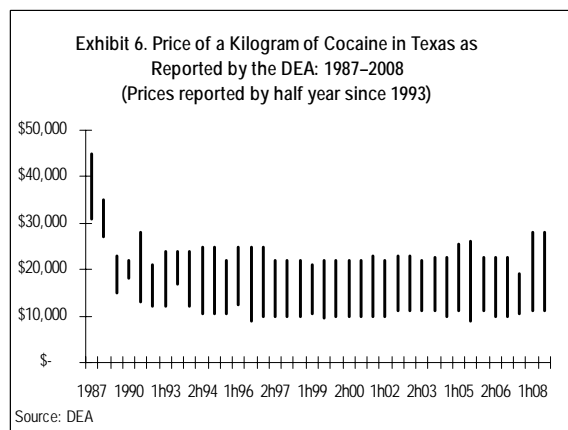 Exhibit 6. Price of a Kilogram of Cocaine in Texas as
Reported by the DEA: 1987–2008
(Prices reported by half year since 1993)
$50,000
$40,000
$30,000
$20,000
$10,000
$-
1987 1990 1h93 2h94 1h96 2h97 1h99 2h00 1h02 2h03 1h05 2h06 1h08
Source: DEA